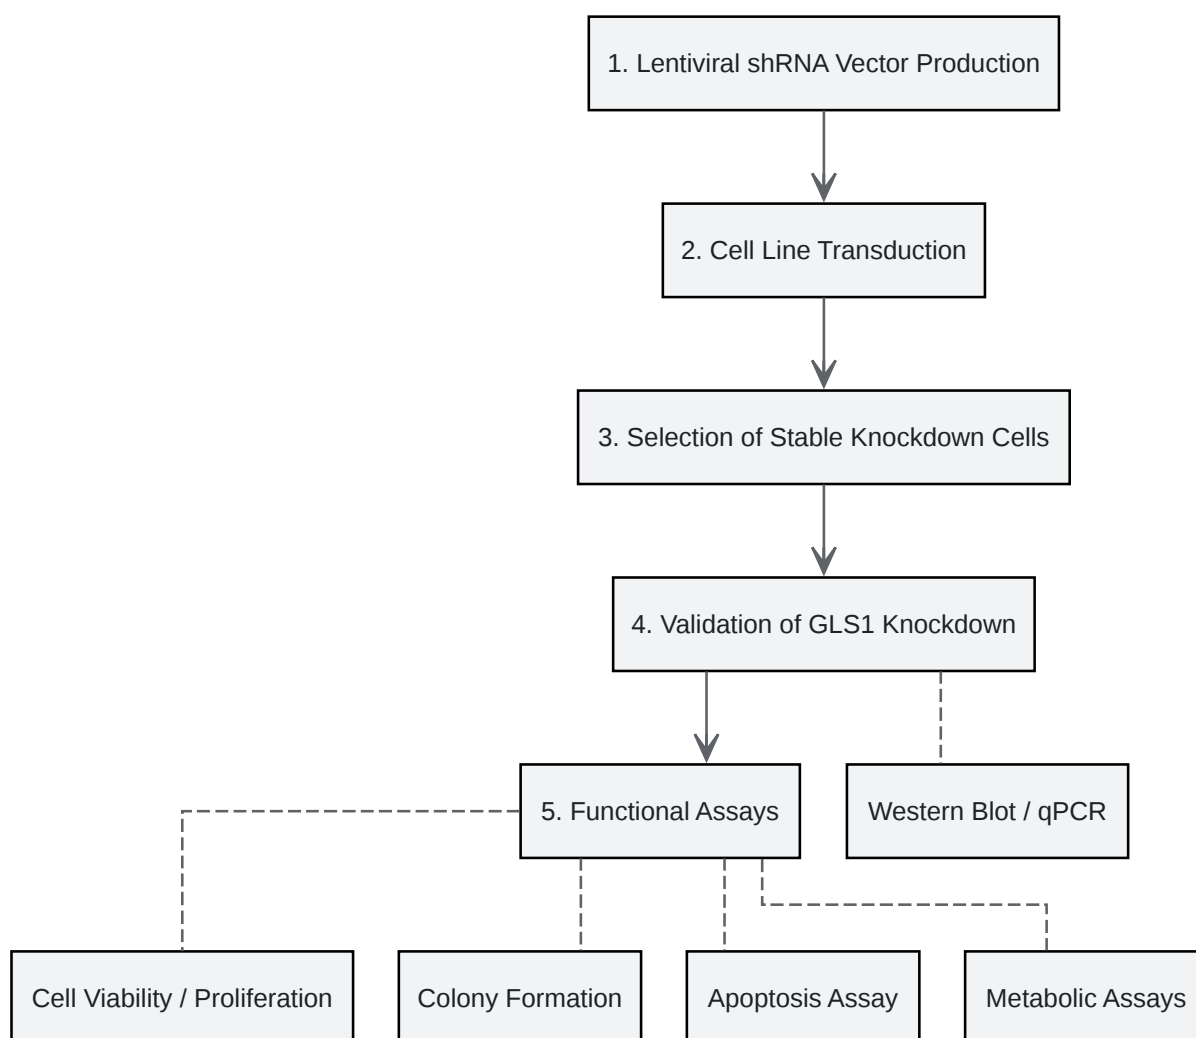 1. Lentiviral shRNA Vector Production
2. Cell Line Transduction
3. Selection of Stable Knockdown Cells
4. Validation of GLS1 Knockdown
5. Functional Assays
Western Blot / qPCR
Cell Viability / Proliferation
Colony Formation
Apoptosis Assay
Metabolic Assays